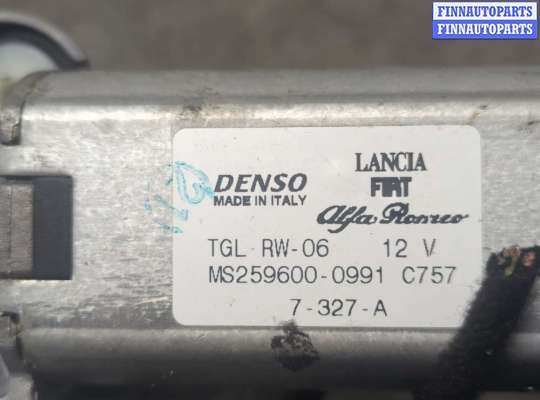 FINNAUTOPARTS
FINNAUTOPARTS
DENSO
MADE IN ITALY
LANCIA
FIAT
Alfa Romeo
TGL RW-06 12 V
MS259600-0991 C757
7-327-A